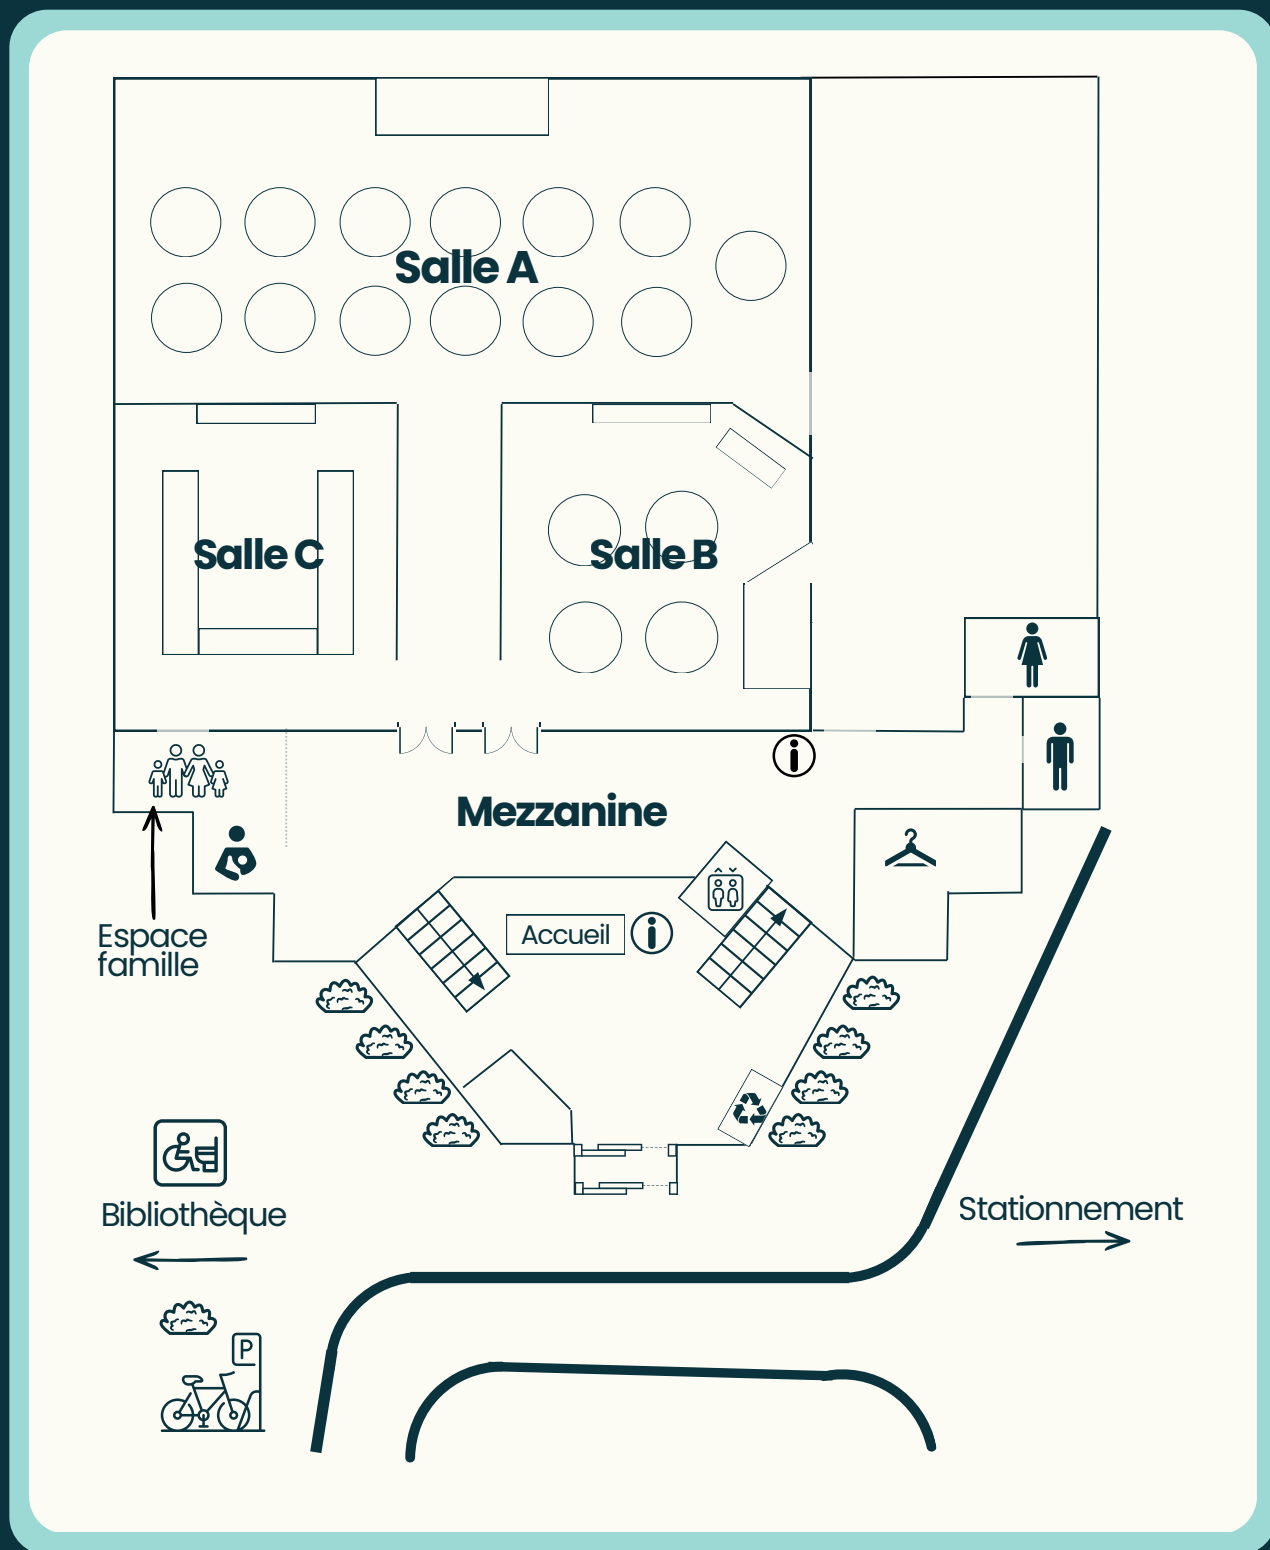 Salle A
Salle C
Salle B
Mezzanine
Accueil
Espace
famille
Bibliothèque
Stationnement
P